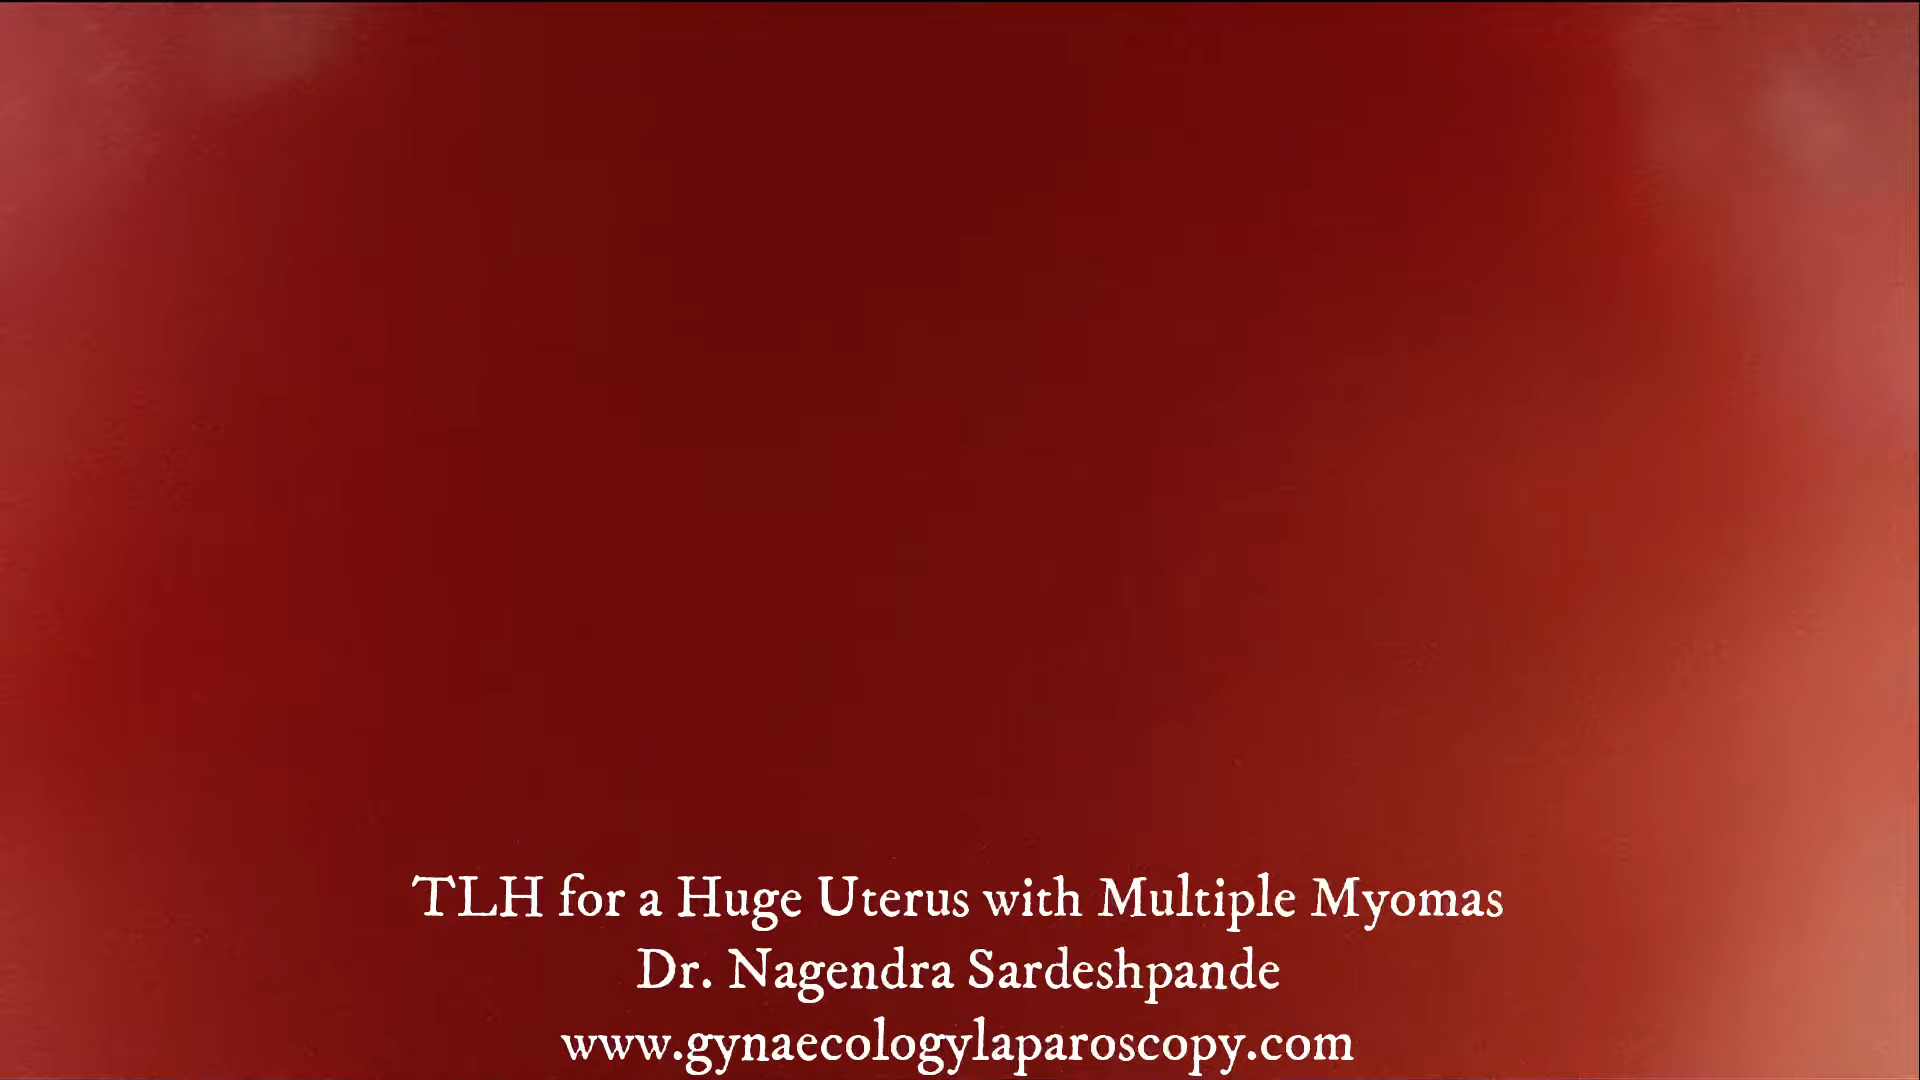 TLH for a Huge Uterus with Multiple Myomas
Dr. Nagendra Sardeshpande
www.gynaecologylaparoscopy.com